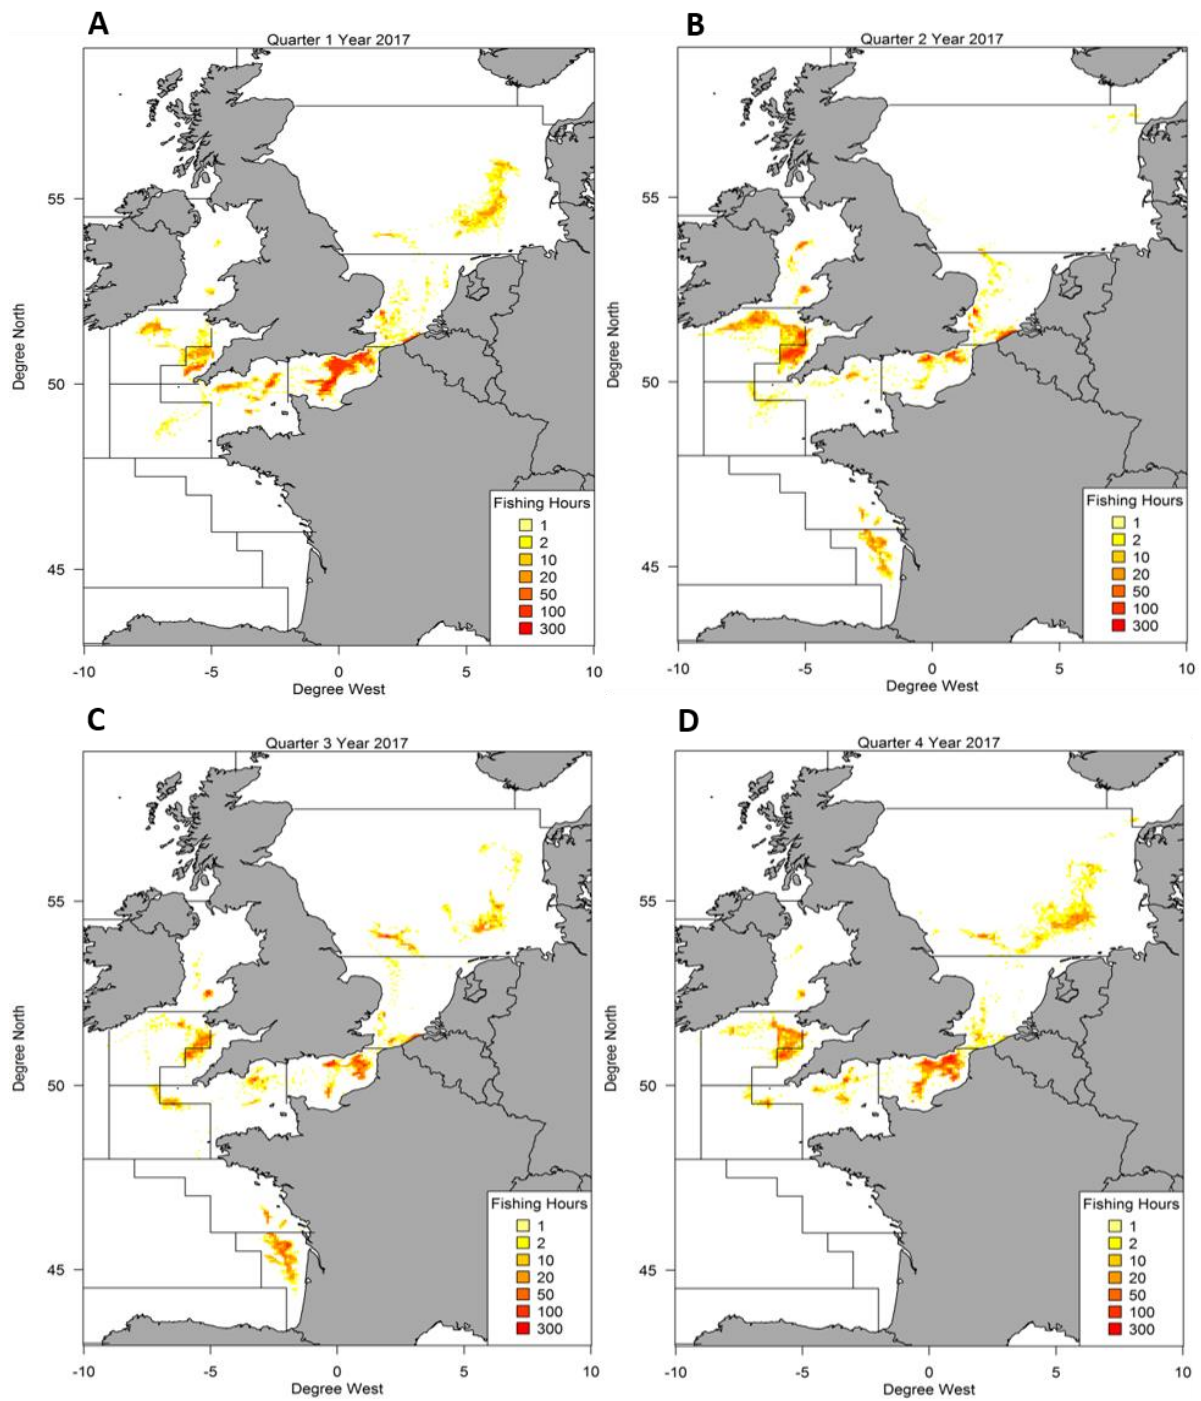 A
Quarter 1 Year 2017
55
50
45
Degree North
-10 -5 0 5 10
Degree West
Fishing Hours
1
2
10
20
50
100
300
B
Quarter 2 Year 2017
55
50
45
Degree North
-10 -5 0 5 10
Degree West
Fishing Hours
1
2
10
20
50
100
300
C
Quarter 3 Year 2017
55
50
45
Degree North
-10 -5 0 5 10
Degree West
Fishing Hours
1
2
10
20
50
100
300
D
Quarter 4 Year 2017
55
50
45
Degree North
-10 -5 0 5 10
Degree West
Fishing Hours
1
2
10
20
50
100
300